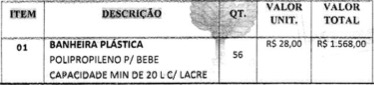 ITEM DESCRIÇÃO QT. VALOR UNIT. VALOR TOTAL
01 BANHEIRA PLÁSTICA 56 R$ 28,00 R$ 1.568,00
POLIPROPILENO P/ BEBE
CAPACIDADE MIN DE 20 L C/ LACRE